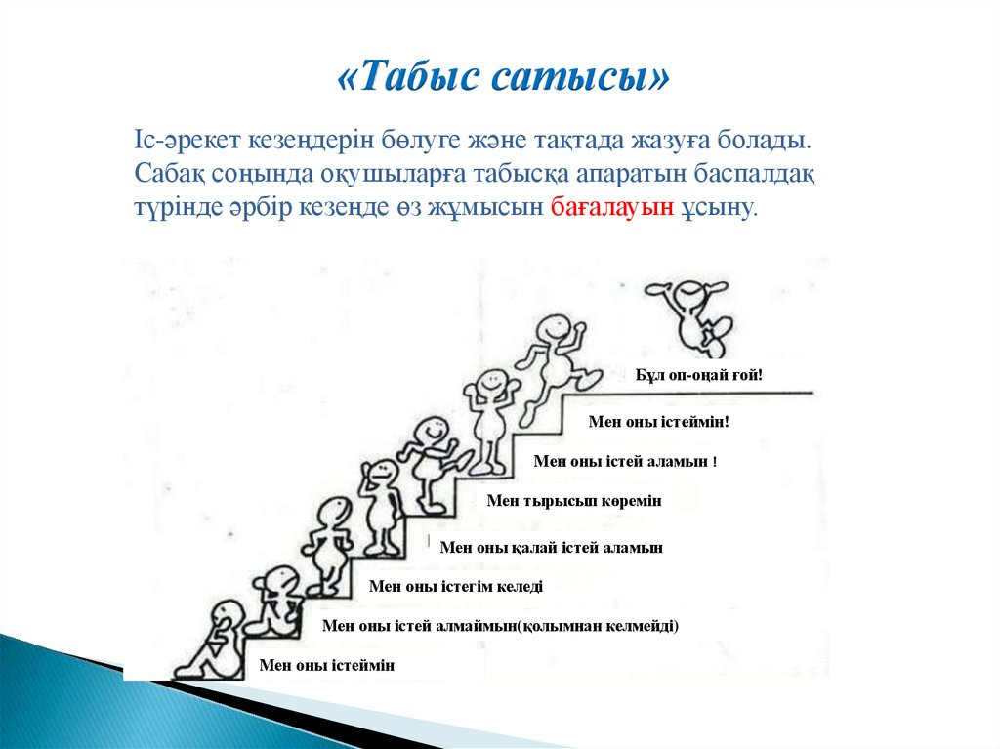 «Табыс сатысы»
Іс-әрекет кезеңдерін бөлуге және тақтада жазуға болады.
Сабақ соңында оқушыларға табысқа апаратын баспалдақ
түрінде әрбір кезеңде өз жұмысын бағалауын ұсыну.
Бұл оп-оңай ғой!
Мен оны істеймін!
Мен оны істей аламын !
Мен тырысып көремін
Мен оны қалай істей аламын
Мен оны істегім келеді
Мен оны істей алмаймын(қолымнан келмейді)
Мен оны істеймін